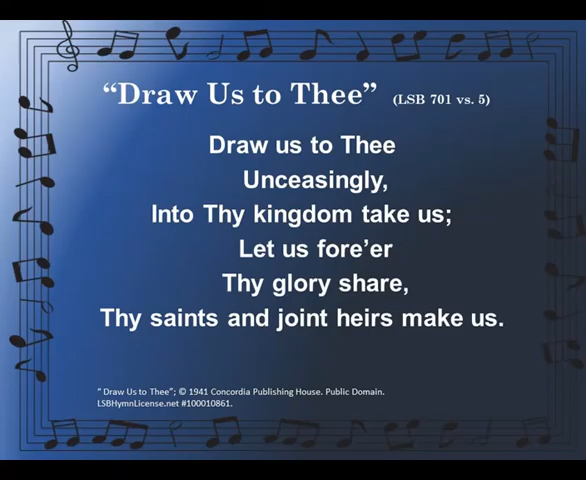 “Draw Us to Thee” (LSB 701 vs. 5)
Draw us to Thee
Unceasingly,
Into Thy kingdom take us;
Let us fore’er
Thy glory share,
Thy saints and joint heirs make us.
“ Draw Us to Thee”; © 1941 Concordia Publishing House. Public Domain.
LSBHymnLicense.net #100010861.